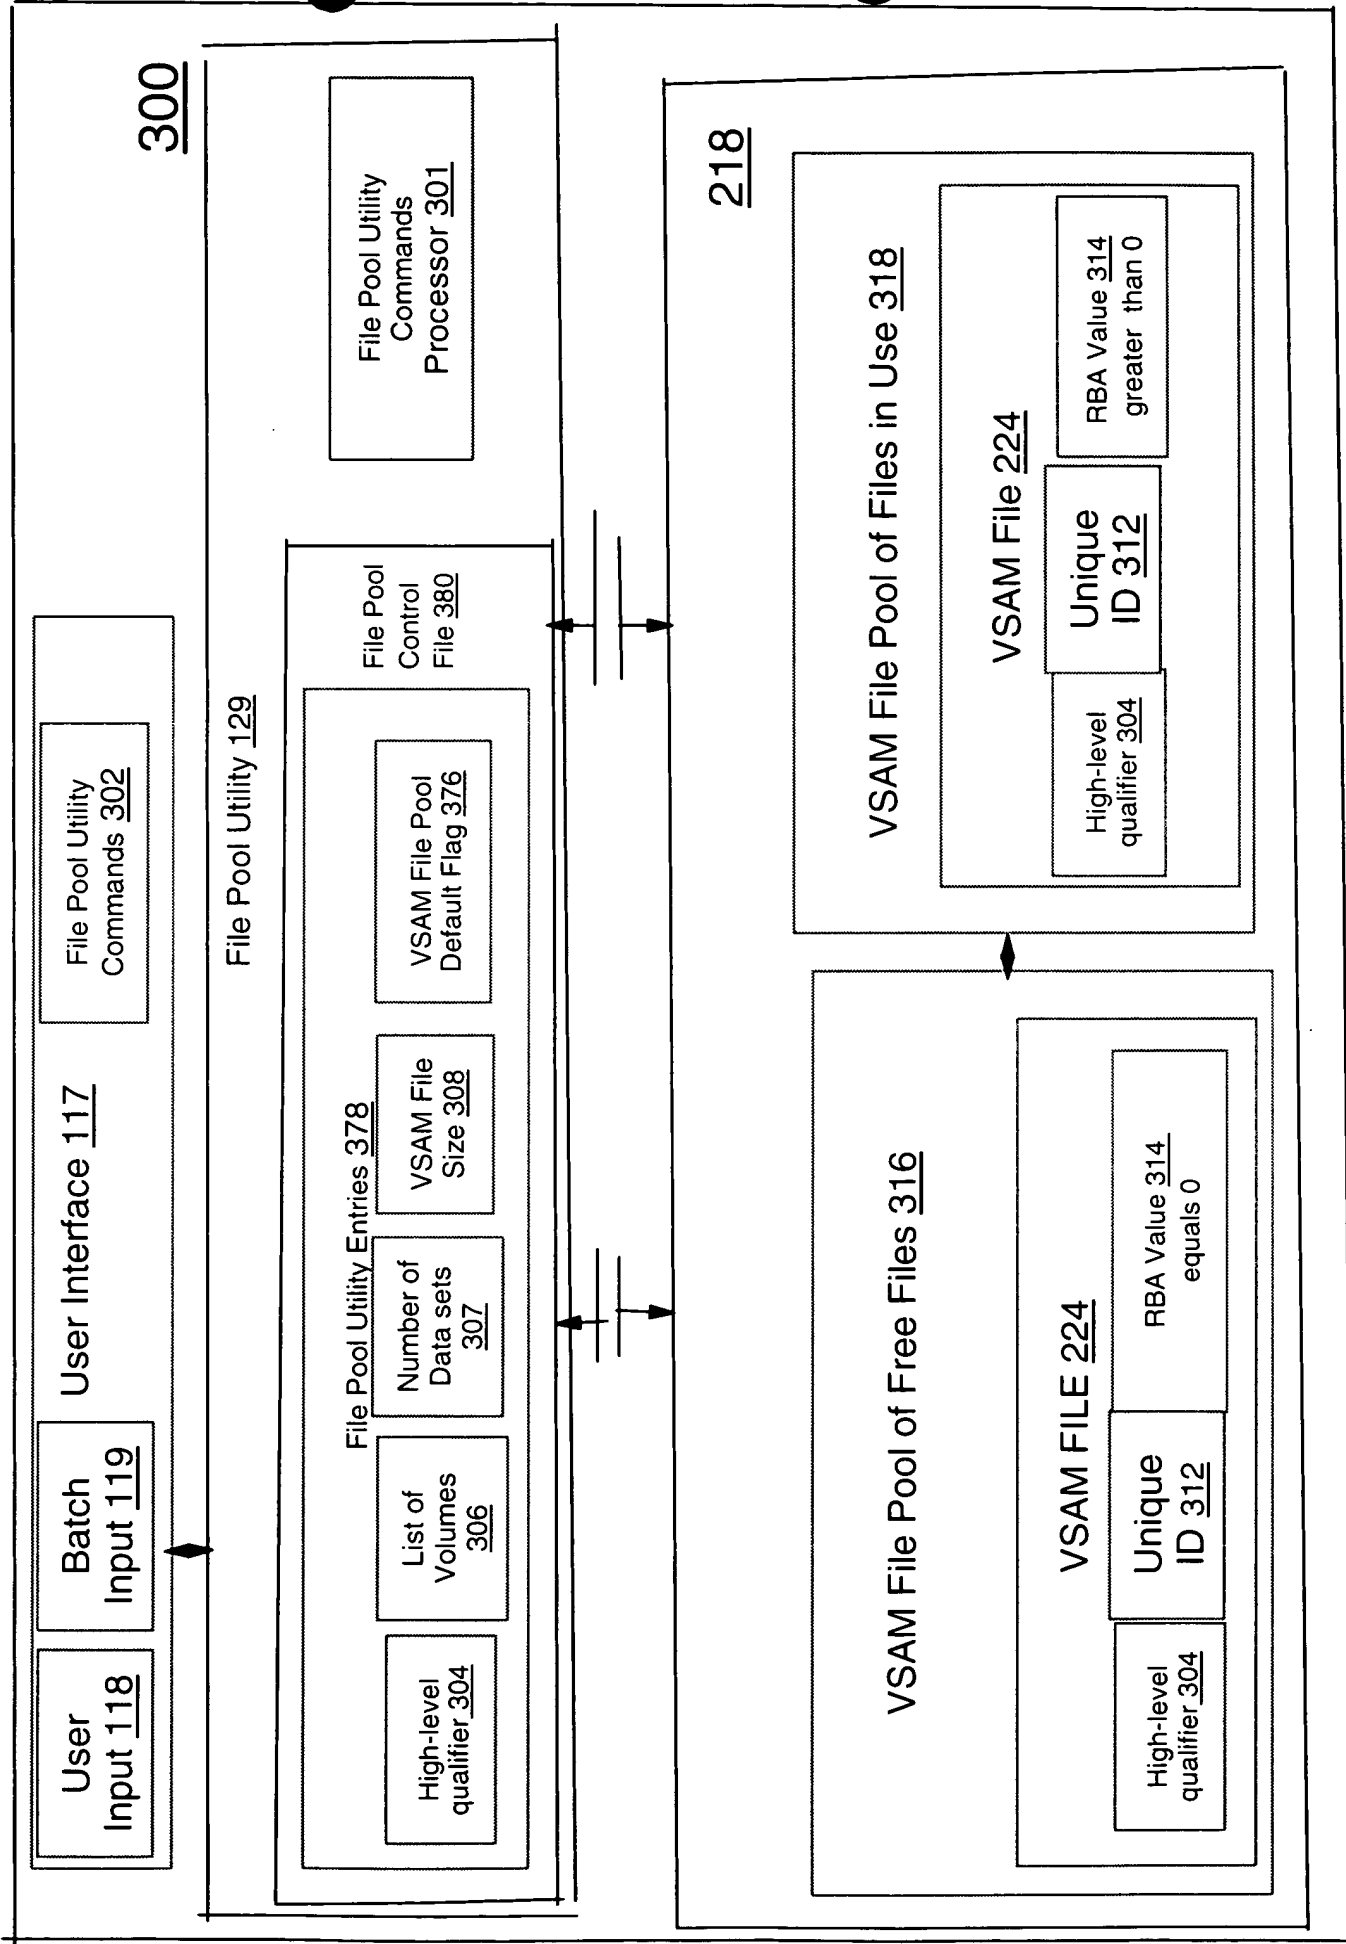 300
User
Input 118
Batch
Input 119
User Interface 117
File Pool Utility
Commands 302
File Pool Utility 129
File Pool Utility
Commands
Processor 301
File Pool
Control
File 380
File Pool Utility Entries 378
High-level
qualifier 304
List of
Volumes
306
Number of
Data sets
307
VSAM File
Size 308
VSAM File Pool
Default Flag 376
218
VSAM File Pool of Free Files 316
VSAM FILE 224
High-level
qualifier 304
Unique
ID 312
RBA Value 314
equals 0
VSAM File Pool of Files in Use 318
VSAM File 224
High-level
qualifier 304
Unique
ID 312
RBA Value 314
greater than 0